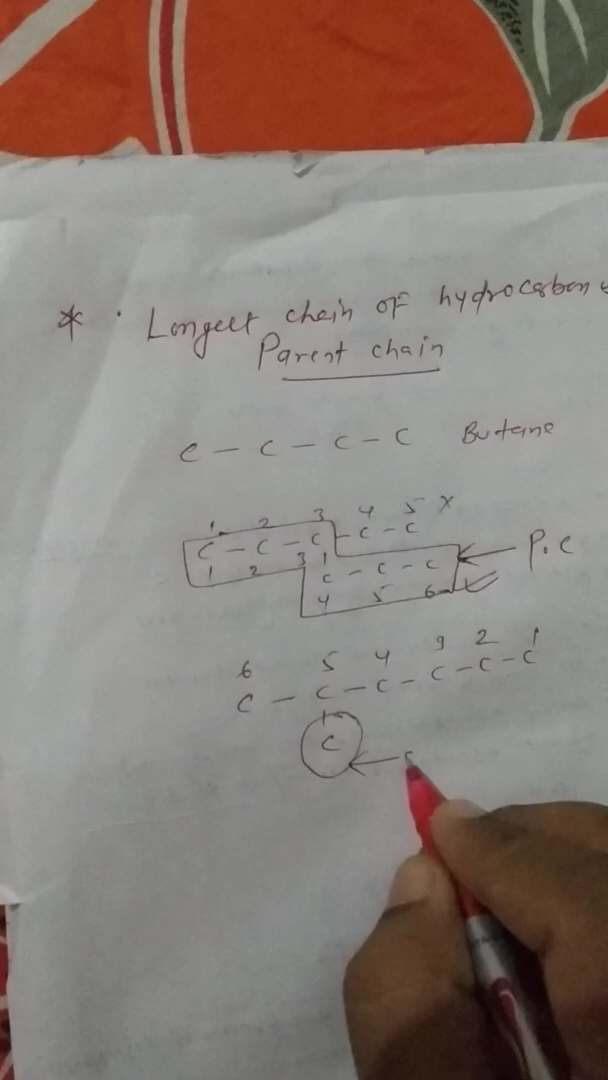 * . Longest chain of hydrocarbon
Parent chain
C - C - C - C Butane
1 2 3 4 5 x
C - C - C - C - C
1 2 3 1 C - C - C P.C
4 5 6
6 5 4 3 2 1
C - C - C - C - C - C
C